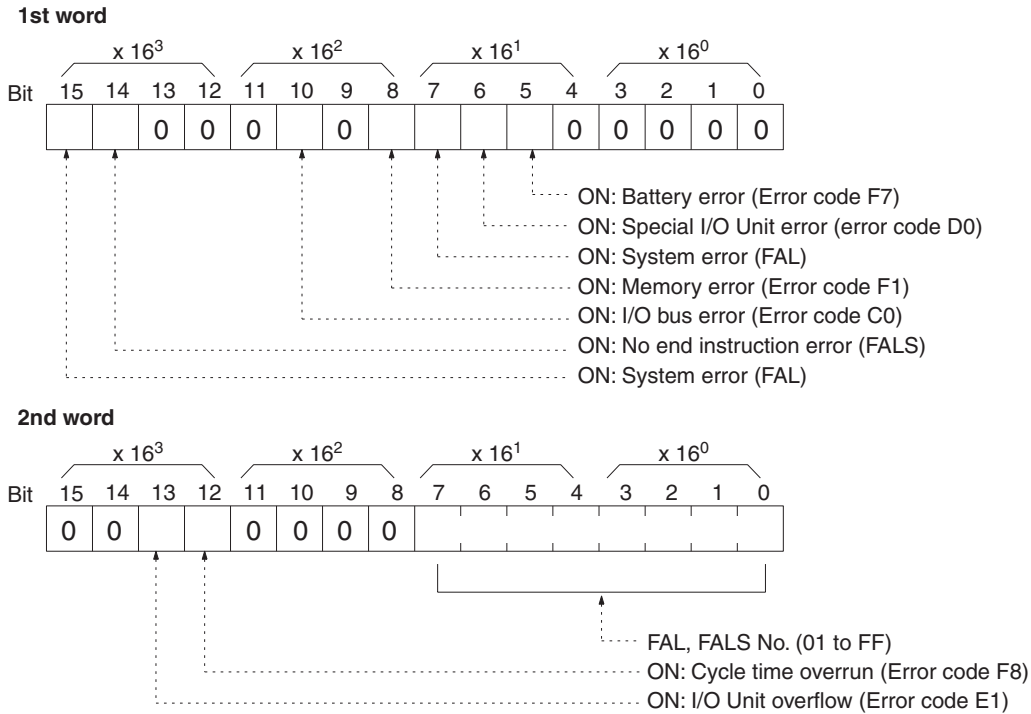 1st word
x 16³ x 16² x 16¹ x 16⁰
Bit 15 14 13 12 11 10 9 8 7 6 5 4 3 2 1 0
0 0 0 0 0 0 0 0 0
ON: Battery error (Error code F7)
ON: Special I/O Unit error (error code D0)
ON: System error (FAL)
ON: Memory error (Error code F1)
ON: I/O bus error (Error code C0)
ON: No end instruction error (FALS)
ON: System error (FAL)
2nd word
x 16³ x 16² x 16¹ x 16⁰
Bit 15 14 13 12 11 10 9 8 7 6 5 4 3 2 1 0
0 0 0 0 0 0
FAL, FALS No. (01 to FF)
ON: Cycle time overrun (Error code F8)
ON: I/O Unit overflow (Error code E1)